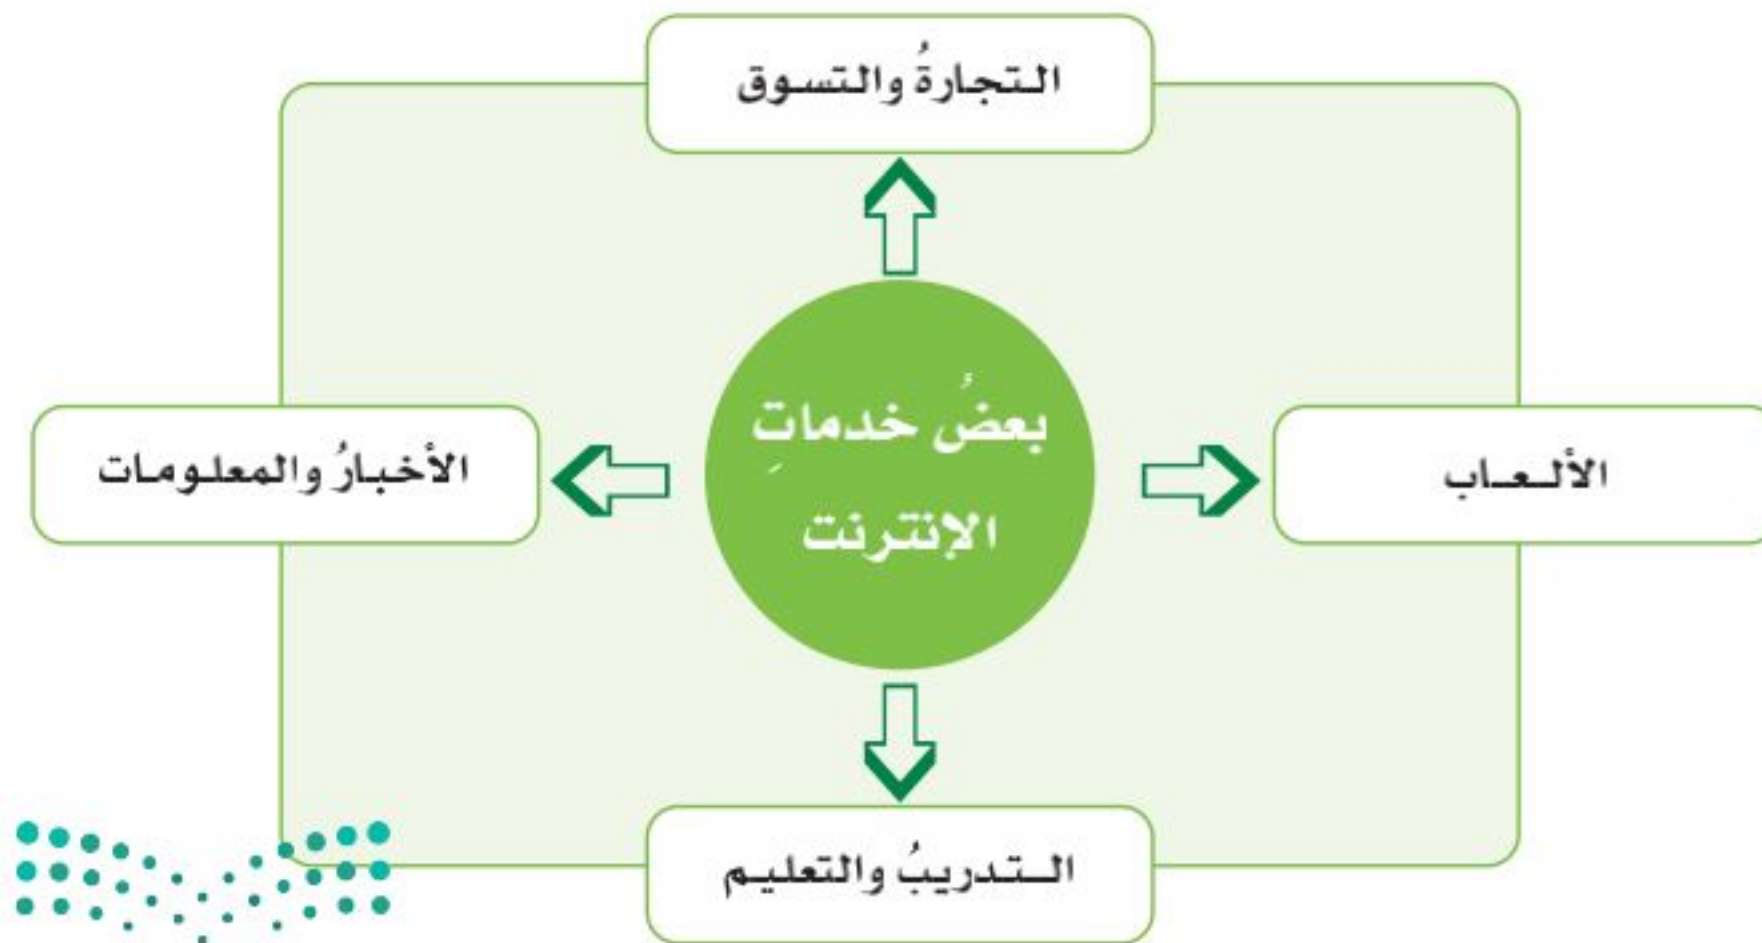 التجارةُ والتسوق
بعضُ خدماتِ
الإنترنت
الألعاب
الأخبارُ والمعلومات
التدريبُ والتعليم